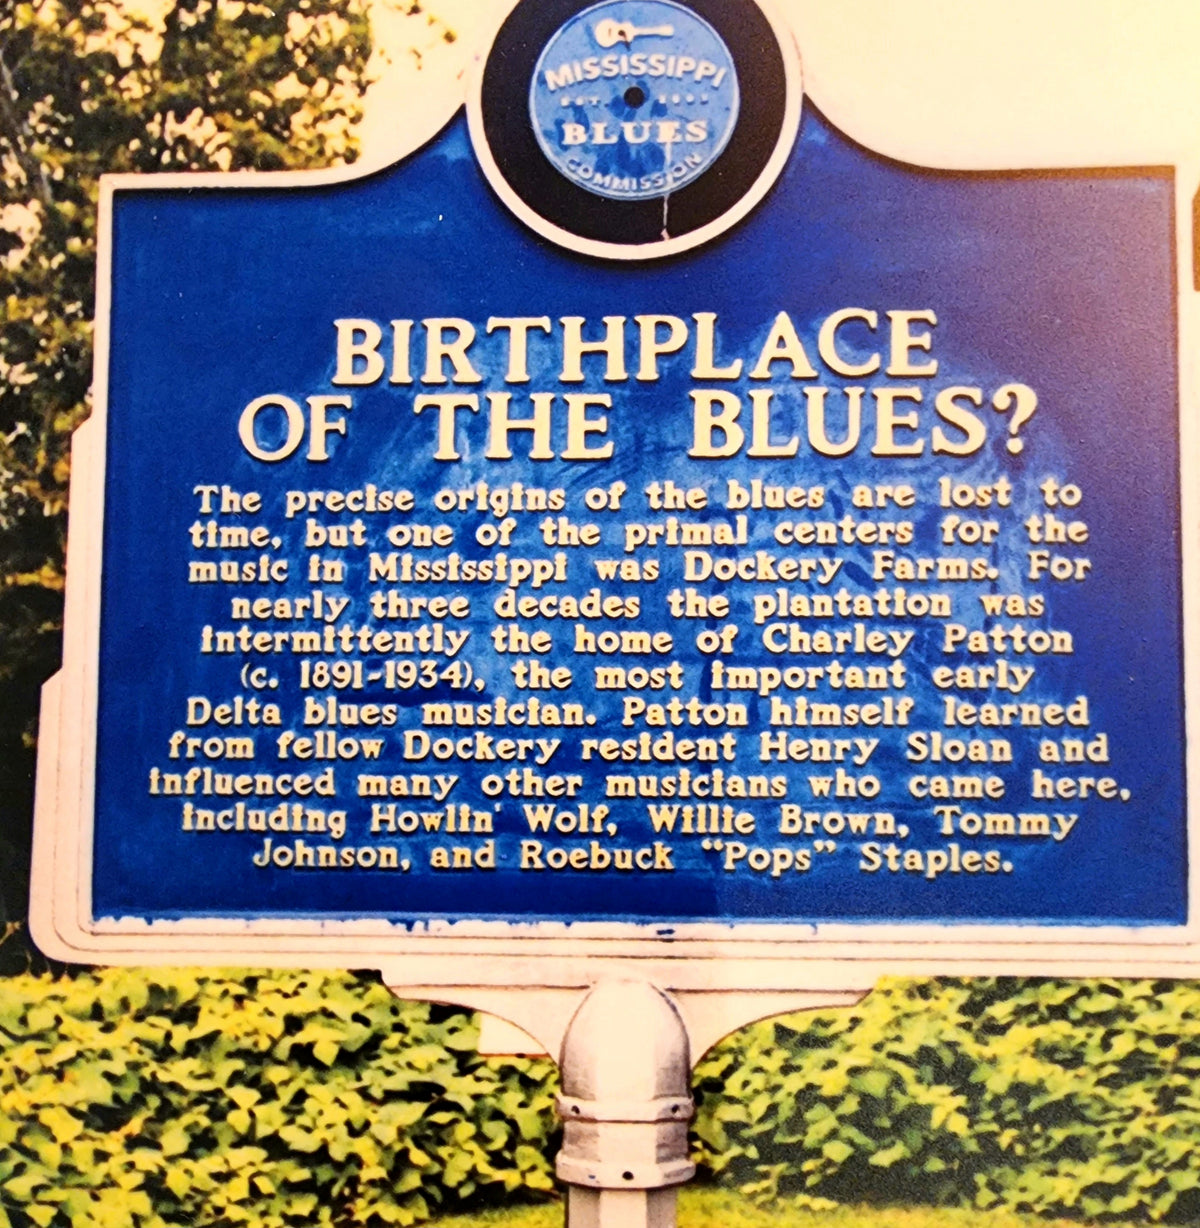 MISSISSIPPI
BLUES
COMMISSION
BIRTHPLACE
OF THE BLUES?
The precise origins of the blues are lost to
time, but one of the primal centers for the
music in Mississippi was Dockery Farms. For
nearly three decades the plantation was
intermittently the home of Charley Patton
(c. 1891-1934), the most important early
Delta blues musician. Patton himself learned
from fellow Dockery resident Henry Sloan and
influenced many other musicians who came here,
including Howlin' Wolf, Willie Brown, Tommy
Johnson, and Roebuck “Pops” Staples.